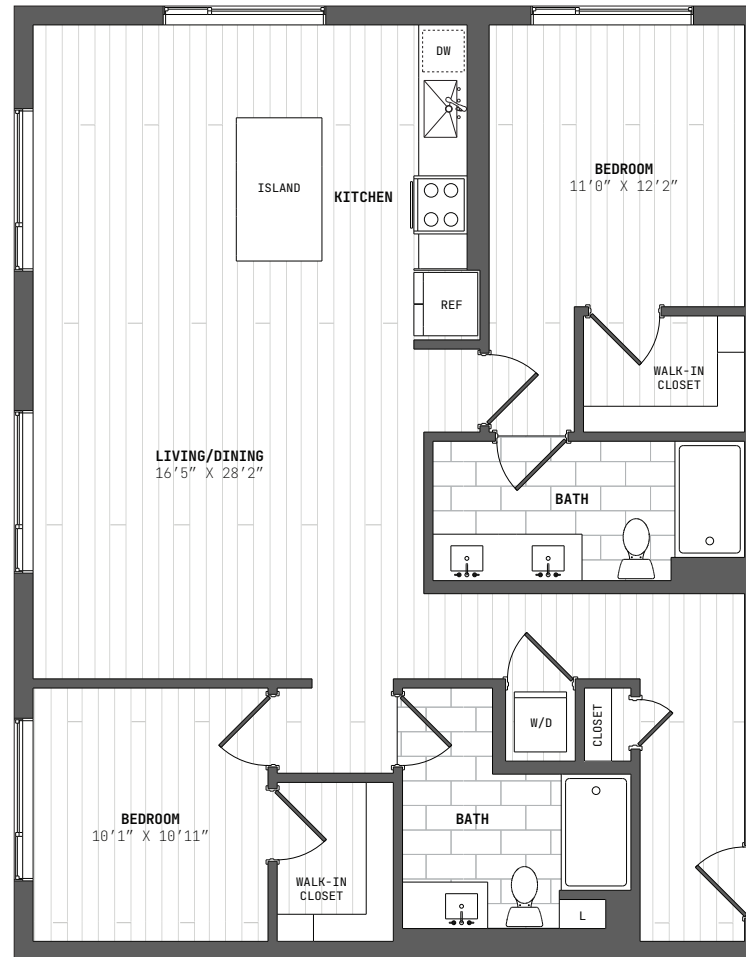 DW
ISLAND
KITCHEN
BEDROOM
11’0” X 12’2”
REF
WALK-IN
CLOSET
LIVING/DINING
16’5” X 28’2”
BATH
W/D
CLOSET
BEDROOM
10’1” X 10’11”
BATH
WALK-IN
CLOSET
L